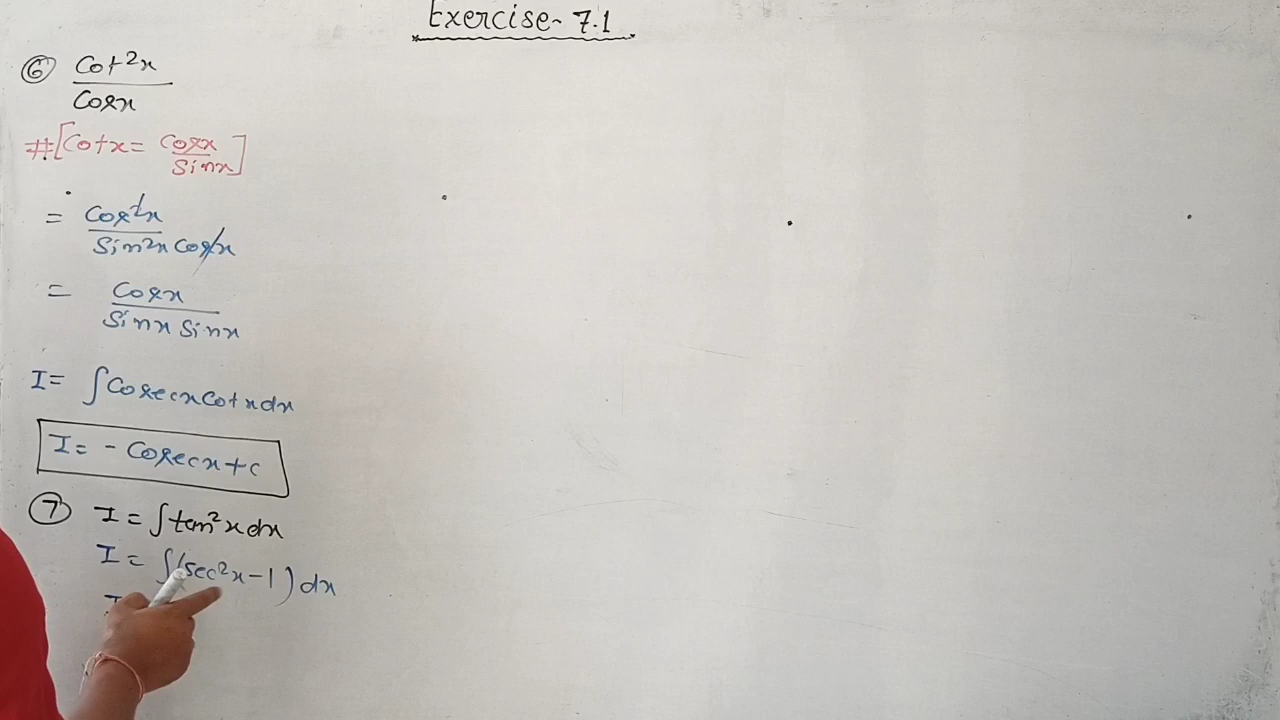 Exercise- 7.1
⑥ Cot²x
Cosx
#[Cotx = Cosx
Sinx]
= Cos²x
Sin²x Cosx
= Cosx
Sinx Sinx
I = ∫Cosecx Cotx dx
I = - Cosecx + c
⑦ I = ∫tan²x dx
I = ∫(sec²x - 1) dx
I